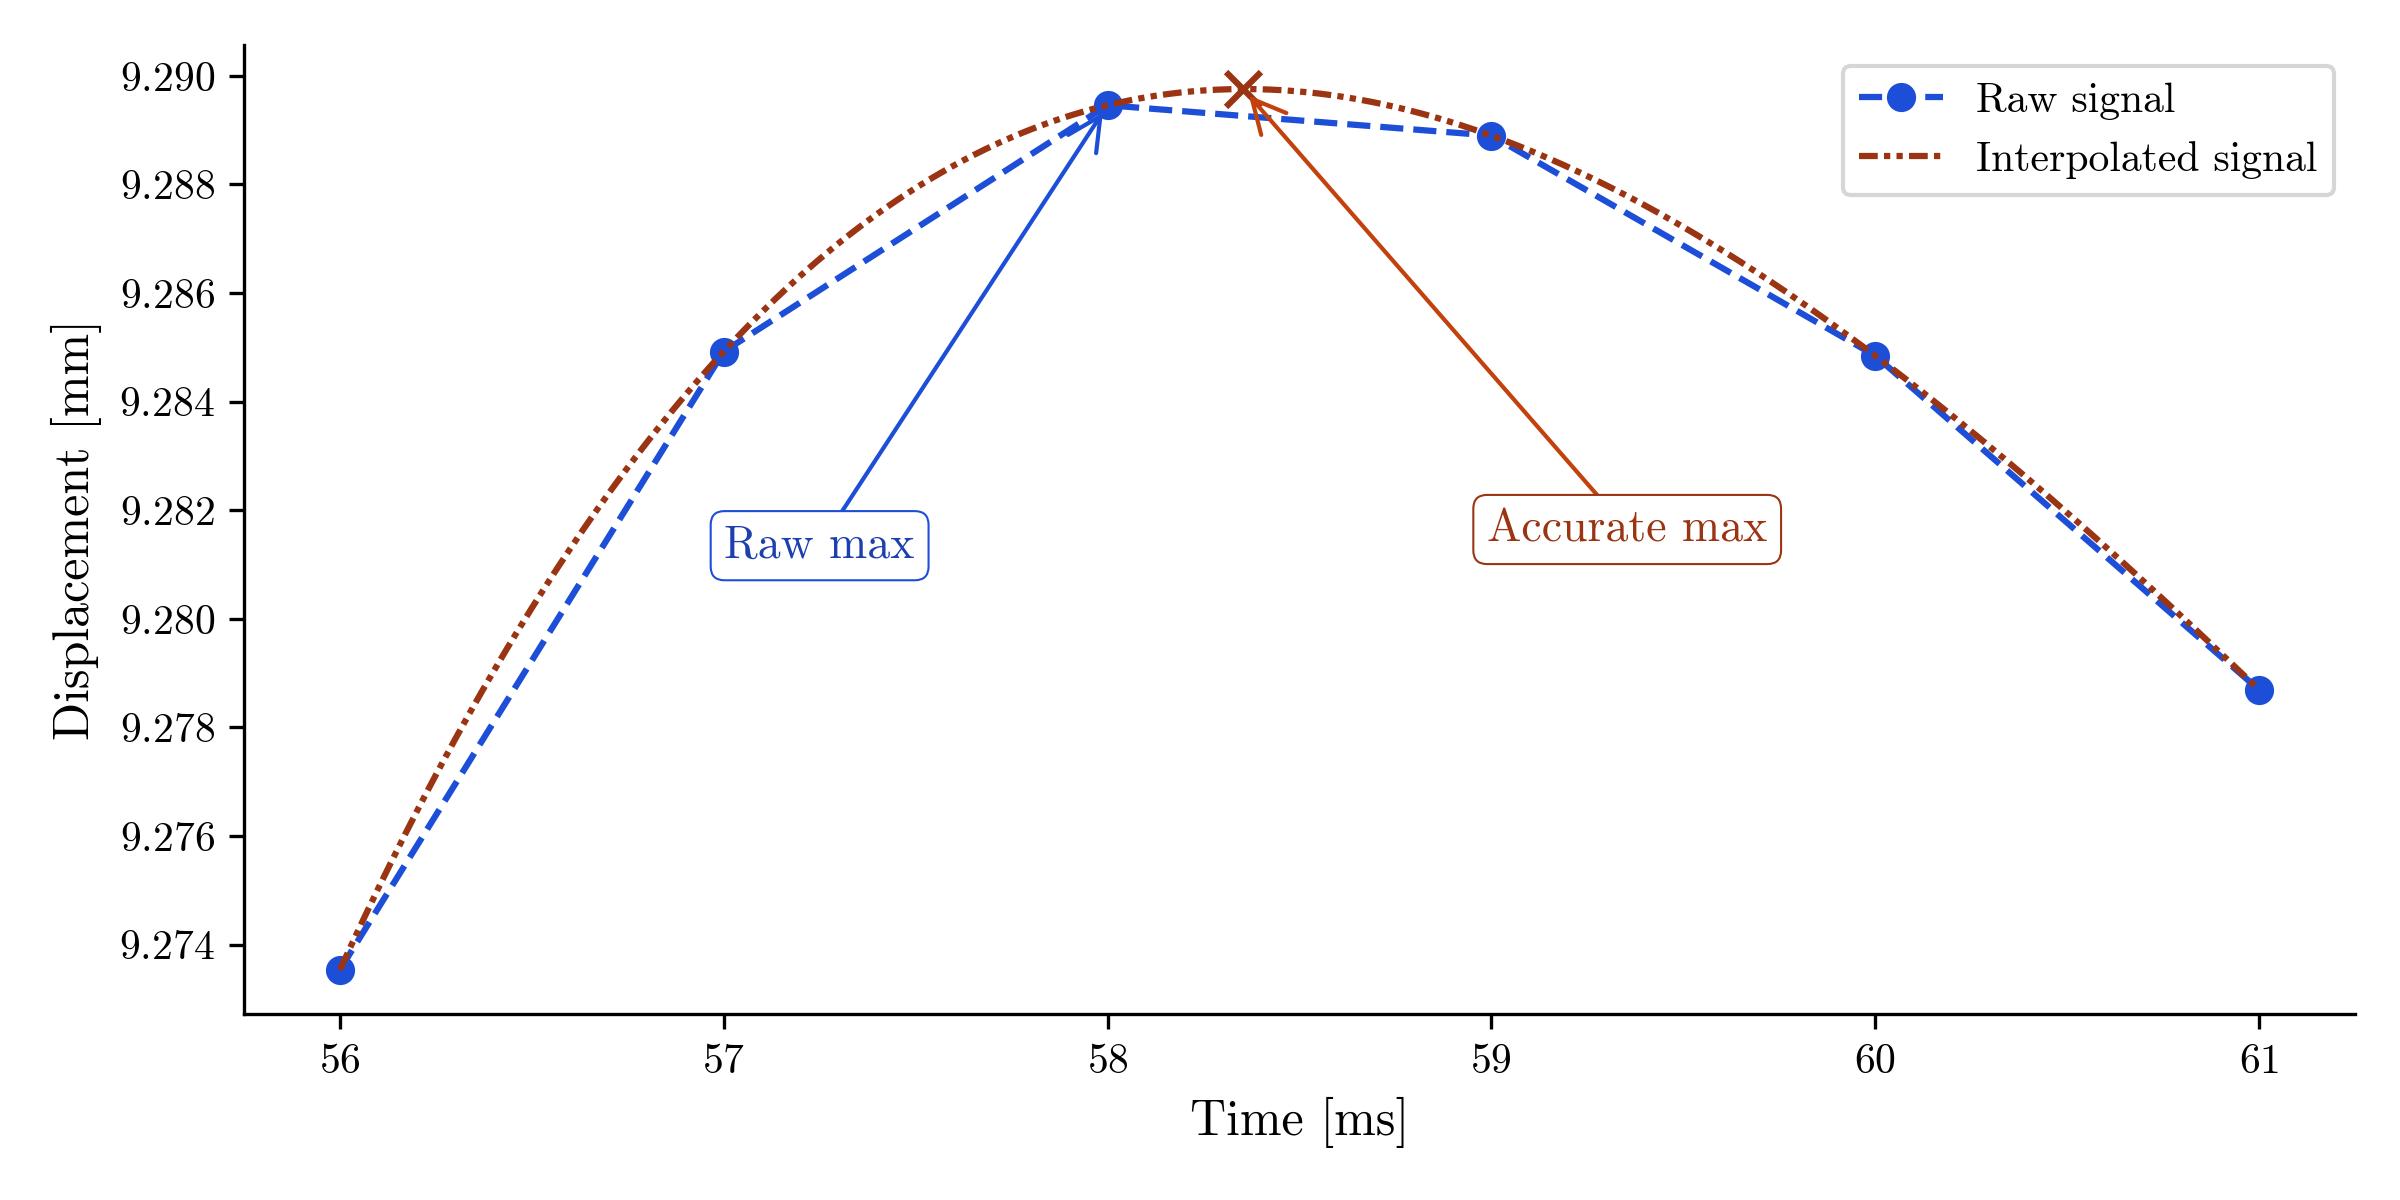 9.290
9.288
9.286
9.284
9.282
9.280
9.278
9.276
9.274
Displacement [mm]
Raw signal
Interpolated signal
Raw max
Accurate max
56 57 58 59 60 61
Time [ms]